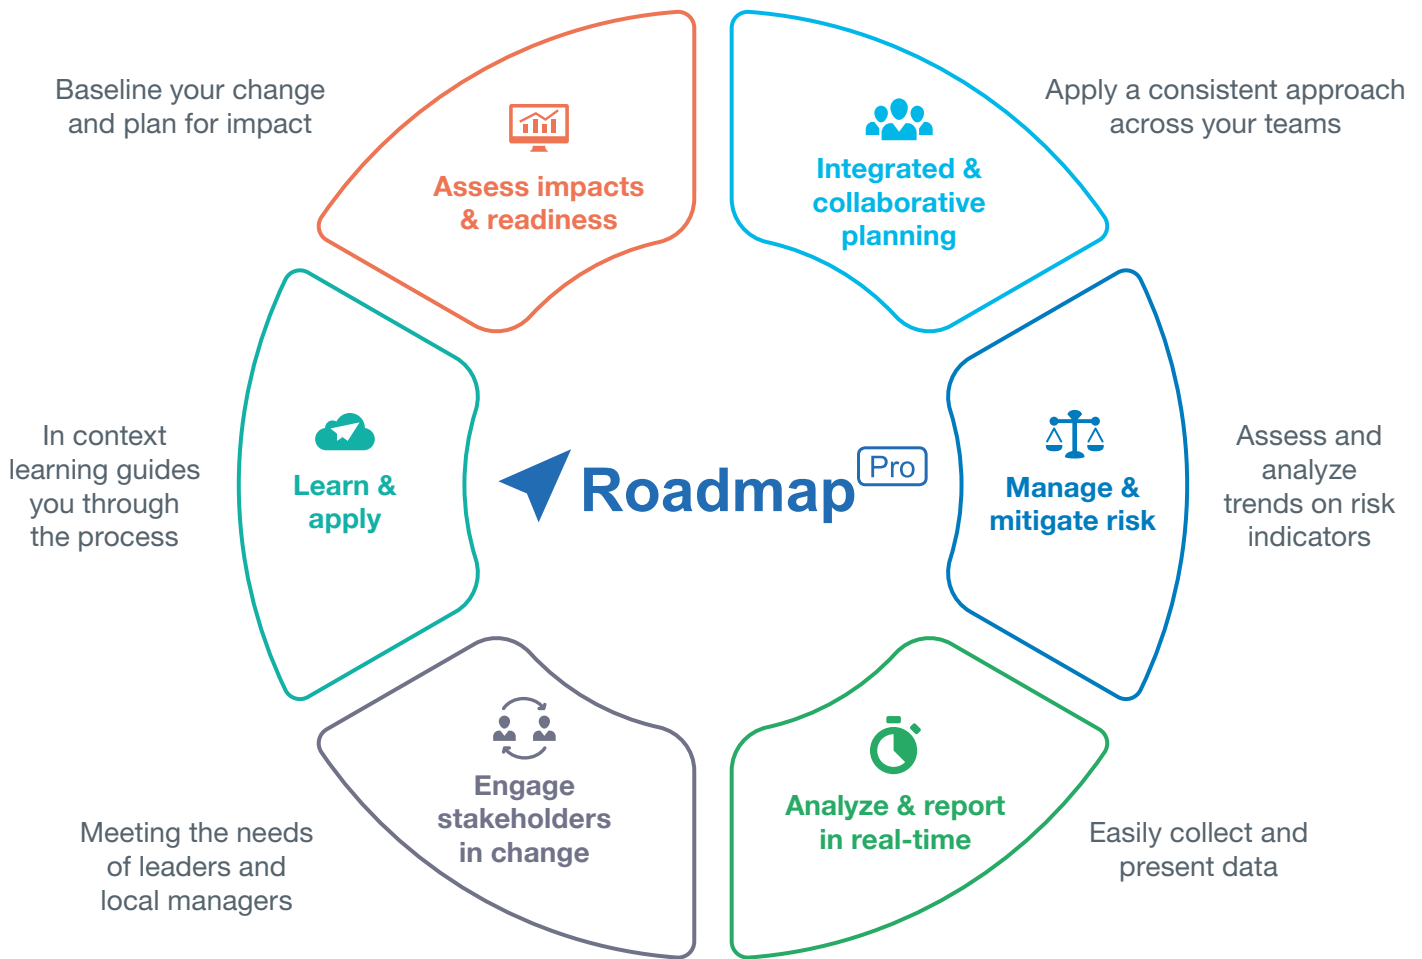 Baseline your change
and plan for impact
Assess impacts
& readiness
Integrated &
collaborative
planning
Apply a consistent approach
across your teams
In context
learning guides
you through
the process
Learn &
apply
Roadmap Pro
Manage &
mitigate risk
Assess and
analyze
trends on risk
indicators
Meeting the needs
of leaders and
local managers
Engage
stakeholders
in change
Analyze & report
in real-time
Easily collect and
present data